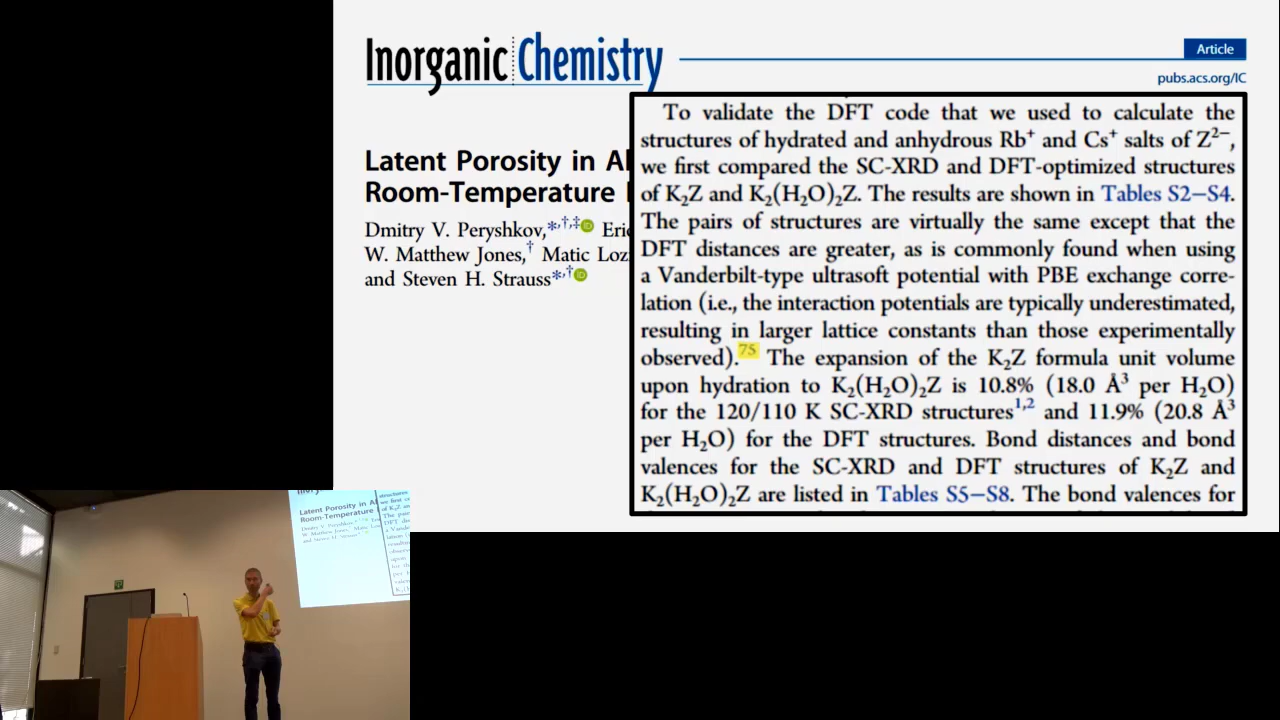 Inorganic Chemistry
Article
pubs.acs.org/IC
Latent Porosity in Al
Room-Temperature
Dmitry V. Peryshkov,*,†,‡ Eric
W. Matthew Jones,† Matic Loz
and Steven H. Strauss*,†
To validate the DFT code that we used to calculate the
structures of hydrated and anhydrous Rb⁺ and Cs⁺ salts of Z²⁻,
we first compared the SC-XRD and DFT-optimized structures
of K₂Z and K₂(H₂O)₂Z. The results are shown in Tables S2−S4.
The pairs of structures are virtually the same except that the
DFT distances are greater, as is commonly found when using
a Vanderbilt-type ultrasoft potential with PBE exchange corre-
lation (i.e., the interaction potentials are typically underestimated,
resulting in larger lattice constants than those experimentally
observed).⁷⁵ The expansion of the K₂Z formula unit volume
upon hydration to K₂(H₂O)₂Z is 10.8% (18.0 Å³ per H₂O)
for the 120/110 K SC-XRD structures¹,² and 11.9% (20.8 Å³
per H₂O) for the DFT structures. Bond distances and bond
valences for the SC-XRD and DFT structures of K₂Z and
K₂(H₂O)₂Z are listed in Tables S5−S8. The bond valences for
Latent Porosity in Al
Room-Temperature